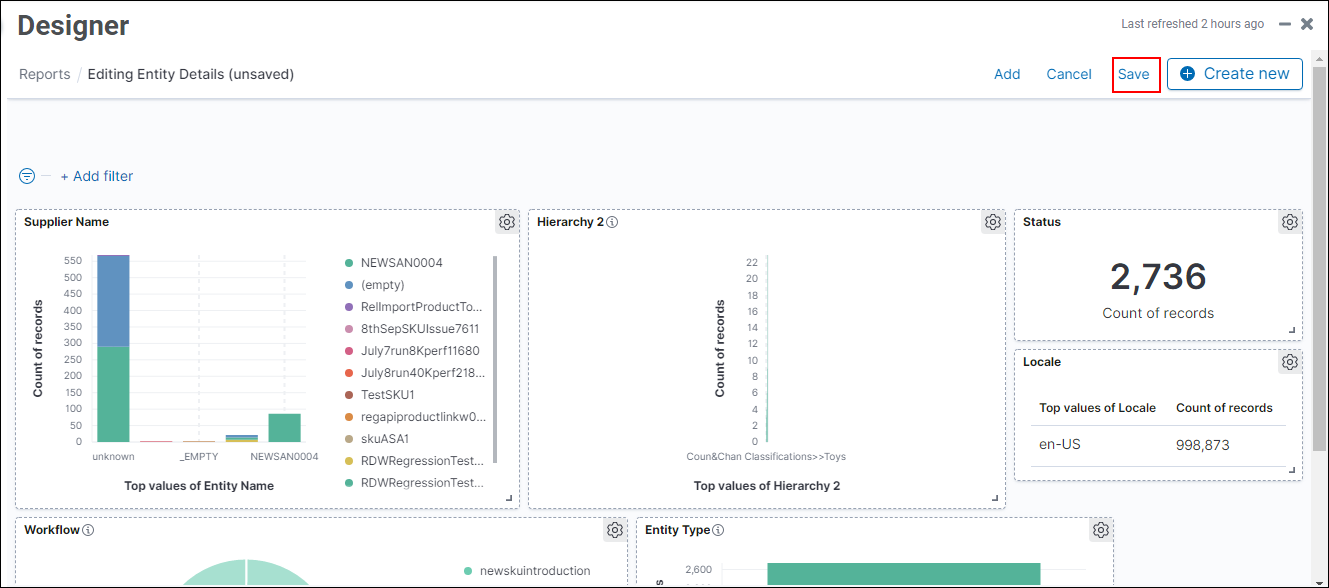 Designer
Last refreshed 2 hours ago
Reports / Editing Entity Details (unsaved)
Add
Cancel
Save
Create new
+ Add filter
Supplier Name
Count of records
550
500
450
400
350
300
250
200
150
100
50
0
unknown
_EMPTY
NEWSAN0004
Top values of Entity Name
NEWSAN0004
(empty)
RelImportProductTo...
8thSepSKUIssue7611
July7run8Kperf11680
July8run40Kperf218...
TestSKU1
regapiproductlinkw0...
skuASA1
RDWRegressionTest...
RDWRegressionTest...
Hierarchy 2
Count of records
22
20
18
16
14
12
10
8
6
4
2
0
Coun&Chan Classifications>>Toys
Top values of Hierarchy 2
Status
2,736
Count of records
Locale
Top values of Locale Count of records
en-US 998,873
Workflow
newskuintroduction
Entity Type
2,600